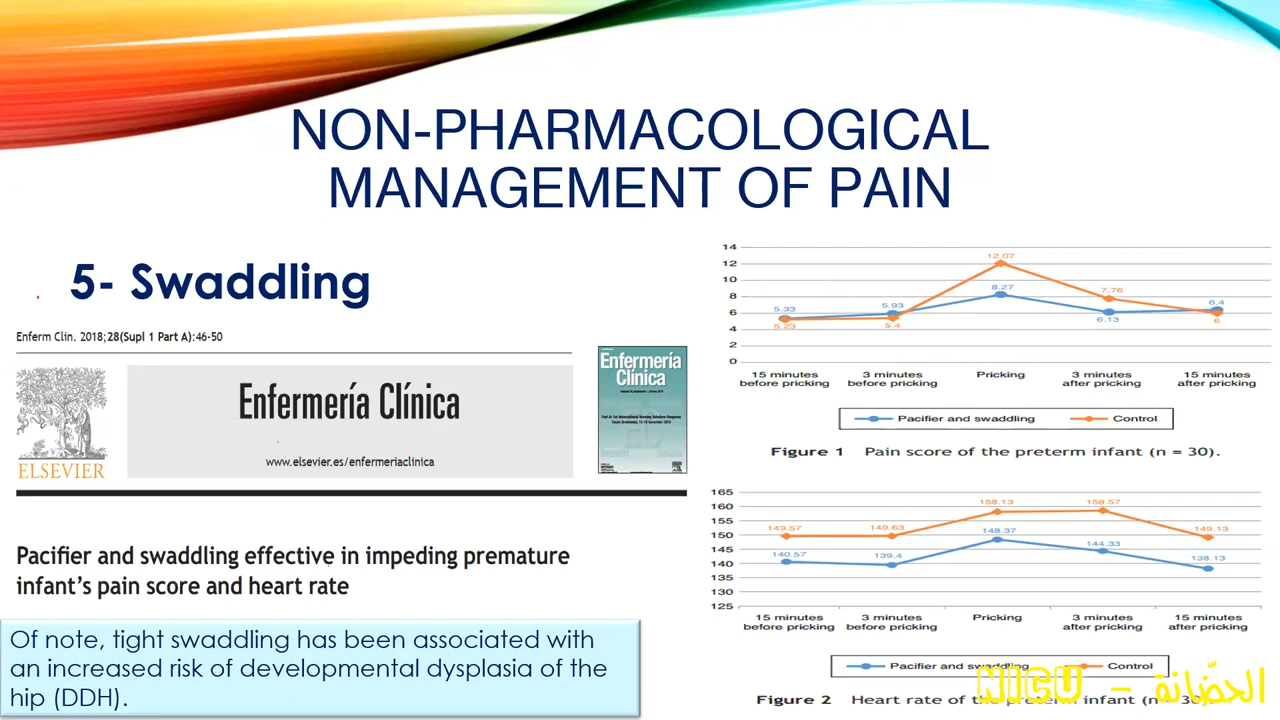 NON-PHARMACOLOGICAL
MANAGEMENT OF PAIN
5- Swaddling
Enferm Clin. 2018;28(Supl 1 Part A):46-50
Enfermería Clínica
www.elsevier.es/enfermeriaclinica
ELSEVIER
Enfermería
Clínica
Pacifier and swaddling effective in impeding premature
infant's pain score and heart rate
Of note, tight swaddling has been associated with
an increased risk of developmental dysplasia of the
hip (DDH).
14
12
10
8
6
4
2
0
5.33
5.93
8.27
6.13
6.4
5.23
5.4
12.07
7.76
6
15 minutes before pricking
3 minutes before pricking
Pricking
3 minutes after pricking
15 minutes after pricking
Pacifier and swaddling
Control
Figure 1 Pain score of the preterm infant (n = 30).
165
160
155
150
145
140
135
130
125
149.57
149.63
158.13
158.57
149.13
140.57
139.4
148.37
144.33
138.13
15 minutes before pricking
3 minutes before pricking
Pricking
3 minutes after pricking
15 minutes after pricking
Pacifier and swaddling
Control
Figure 2 Heart rate of the preterm infant (n = 30).
NICU - الحضّانة